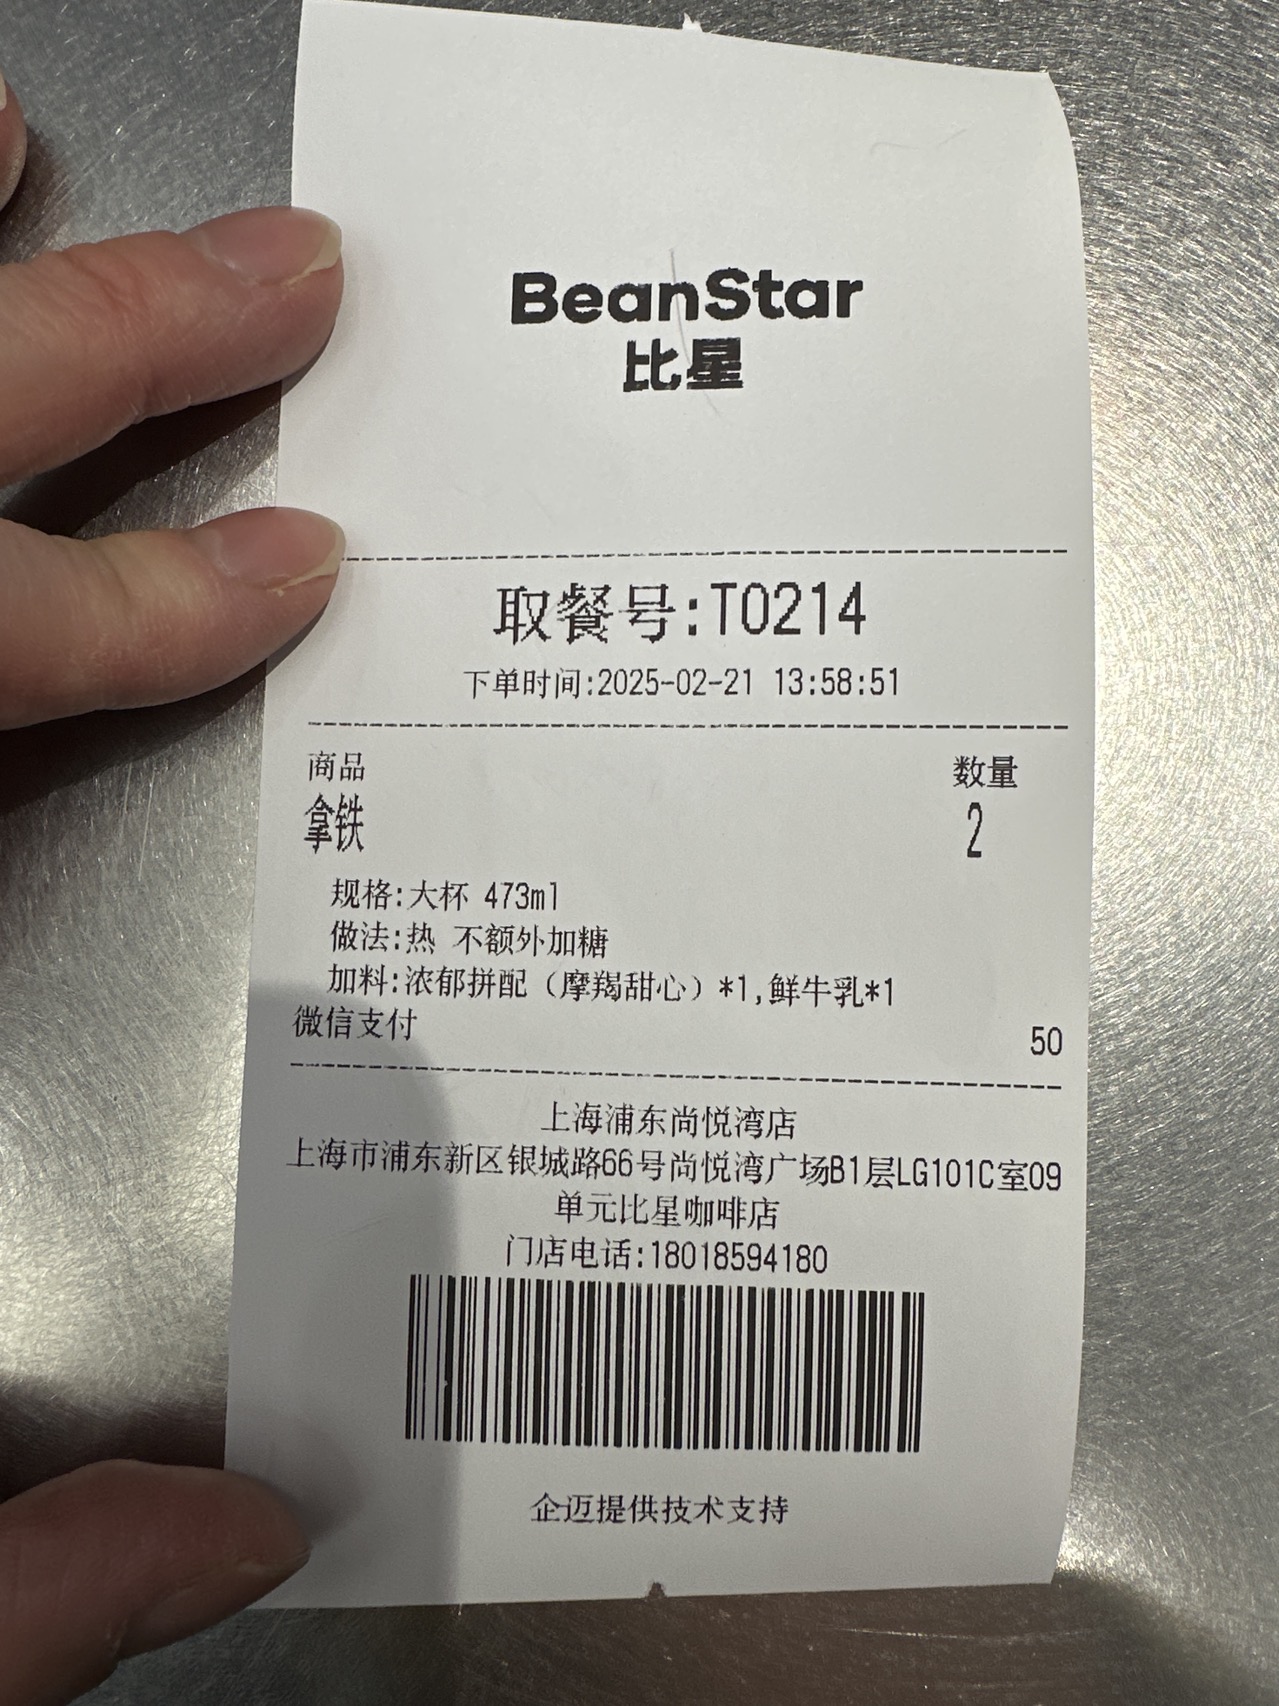 BeanStar
比星
取餐号:T0214
下单时间:2025-02-21 13:58:51
商品 数量
拿铁 2
规格:大杯 473ml
做法:热 不额外加糖
加料:浓郁拼配（摩羯甜心）*1,鲜牛乳*1
微信支付 50
上海浦东尚悦湾店
上海市浦东新区银城路66号尚悦湾广场B1层LG101C室09
单元比星咖啡店
门店电话:18018594180
企迈提供技术支持